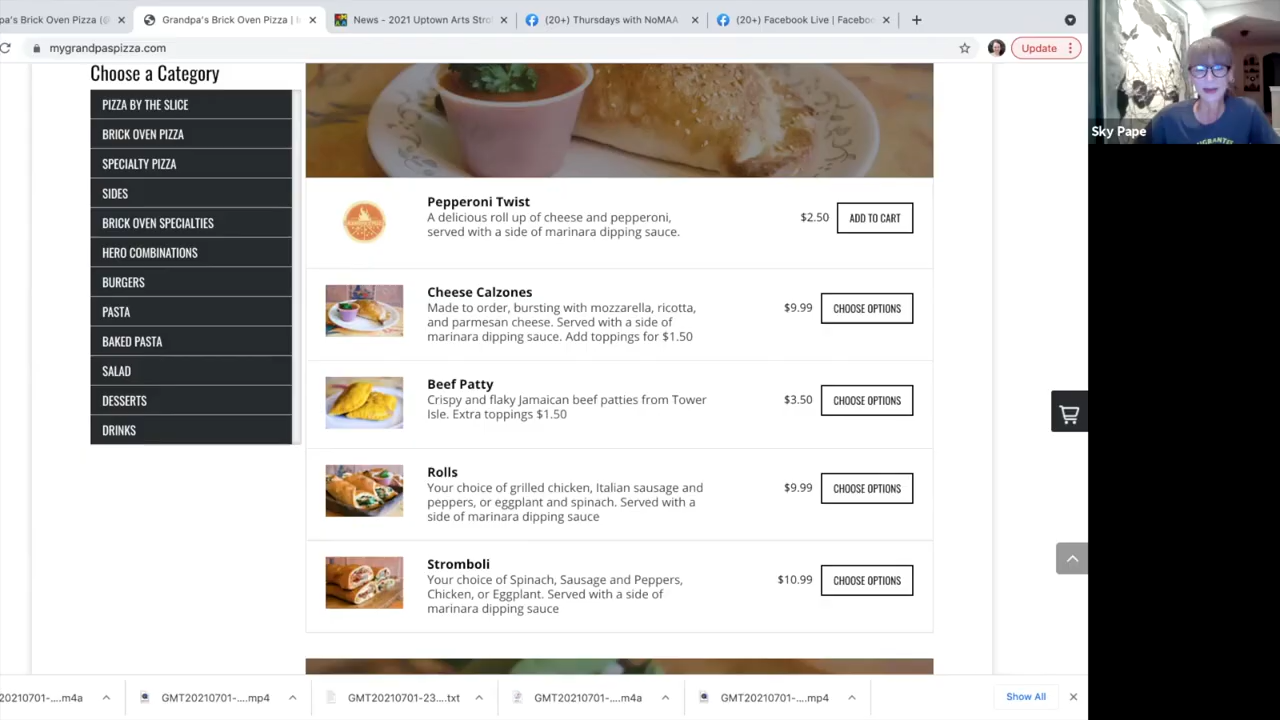 pa's Brick Oven Pizza (
Grandpa's Brick Oven Pizza |
News - 2021 Uptown Arts Strol
(20+) Thursdays with NoMAA
(20+) Facebook Live | Faceboo
mygrandpaspizza.com
Update
Sky Pape
Choose a Category
PIZZA BY THE SLICE
BRICK OVEN PIZZA
SPECIALTY PIZZA
SIDES
BRICK OVEN SPECIALTIES
HERO COMBINATIONS
BURGERS
PASTA
BAKED PASTA
SALAD
DESSERTS
DRINKS
Pepperoni Twist
A delicious roll up of cheese and pepperoni,
served with a side of marinara dipping sauce.
$2.50
ADD TO CART
Cheese Calzones
Made to order, bursting with mozzarella, ricotta,
and parmesan cheese. Served with a side of
marinara dipping sauce. Add toppings for $1.50
$9.99
CHOOSE OPTIONS
Beef Patty
Crispy and flaky Jamaican beef patties from Tower
Isle. Extra toppings $1.50
$3.50
CHOOSE OPTIONS
Rolls
Your choice of grilled chicken, Italian sausage and
peppers, or eggplant and spinach. Served with a
side of marinara dipping sauce
$9.99
CHOOSE OPTIONS
Stromboli
Your choice of Spinach, Sausage and Peppers,
Chicken, or Eggplant. Served with a side of
marinara dipping sauce
$10.99
CHOOSE OPTIONS
20210701-....m4a
GMT20210701-....mp4
GMT20210701-23....txt
GMT20210701-....m4a
GMT20210701-....mp4
Show All